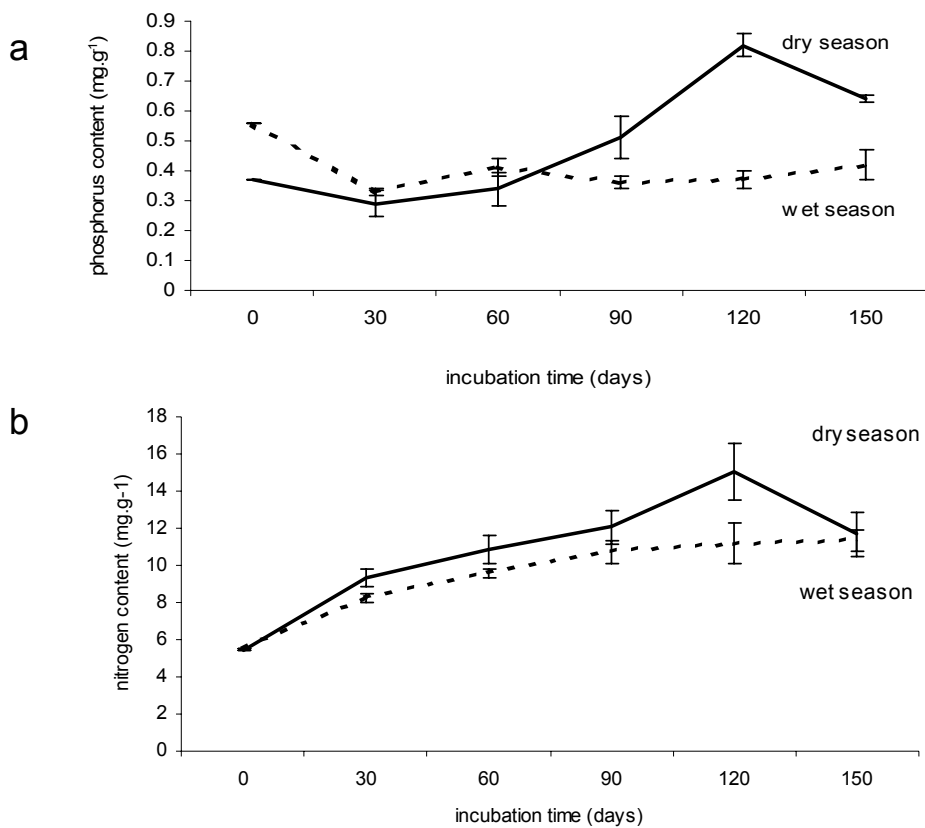 a
phosphorus content (mg.g-1)
0.9
0.8
0.7
0.6
0.5
0.4
0.3
0.2
0.1
0
dry season
wet season
0 30 60 90 120 150
incubation time (days)
b
nitrogen content (mg.g-1)
18
16
14
12
10
8
6
4
2
0
dry season
wet season
0 30 60 90 120 150
incubation time (days)